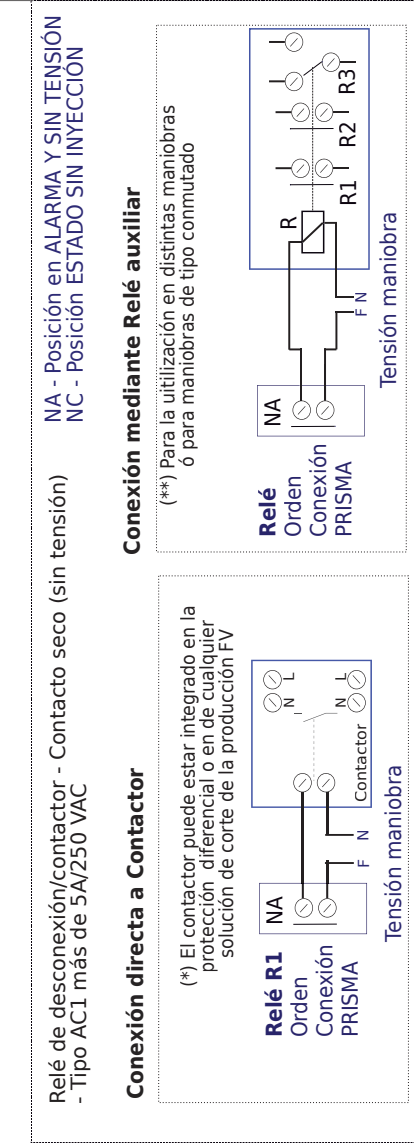 Relé de desconexión/contactor - Contacto seco (sin tensión)
- Tipo AC1 más de 5A/250 VAC
NA - Posición en ALARMA Y SIN TENSIÓN
NC - Posición ESTADO SIN INYECCIÓN
Conexión directa a Contactor
(*) El contactor puede estar integrado en la
protección diferencial o en de cualquier
solución de corte de la producción FV
Relé R1
Orden
Conexión
PRISMA
NA
F N
Tensión maniobra
Contactor
N L
N L
Conexión mediante Relé auxiliar
(**) Para la uitilización en distintas maniobras
ó para maniobras de tipo conmutado
Relé
Orden
Conexión
PRISMA
NA
F N
Tensión maniobra
R
R1
R2
R3